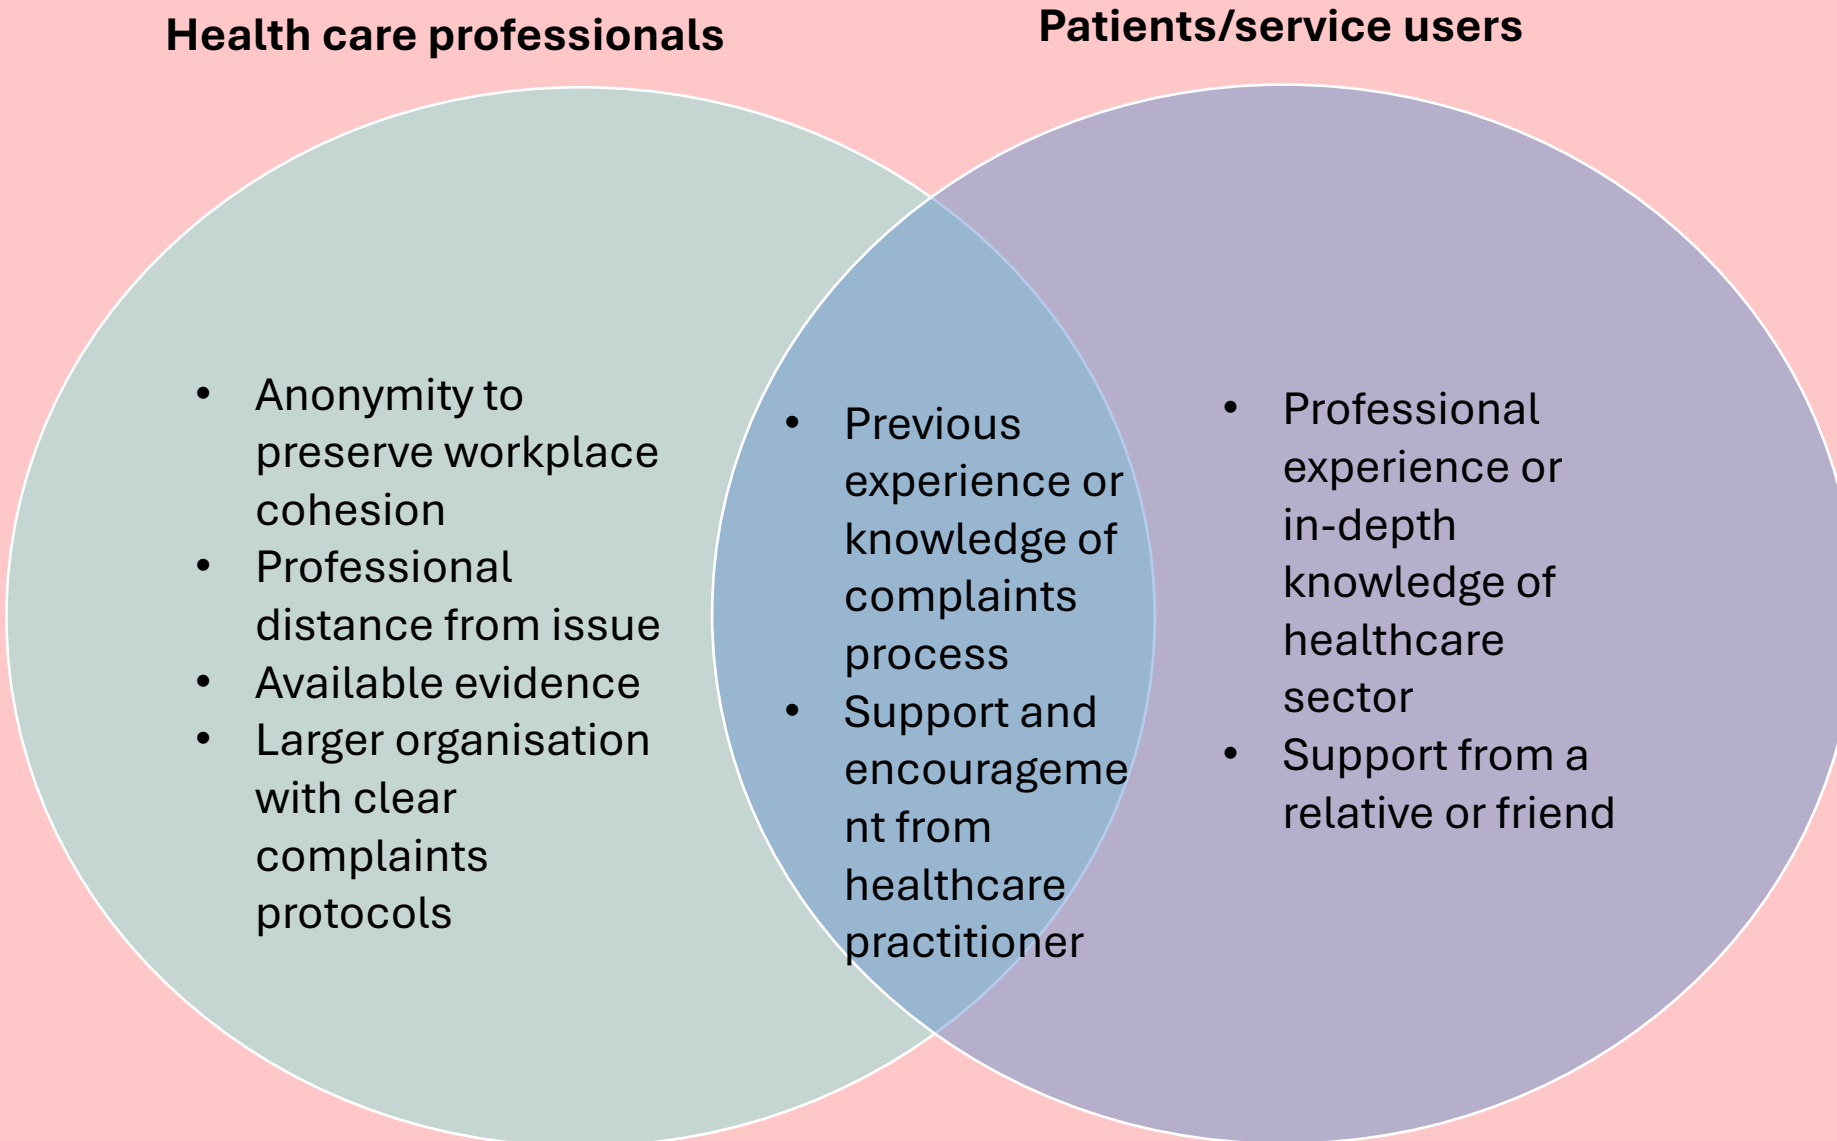 Health care professionals
Patients/service users
• Anonymity to
preserve workplace
cohesion
• Professional
distance from issue
• Available evidence
• Larger organisation
with clear
complaints
protocols
• Previous
experience or
knowledge of
complaints
process
• Support and
encourageme
nt from
healthcare
practitioner
• Professional
experience or
in-depth
knowledge of
healthcare
sector
• Support from a
relative or friend